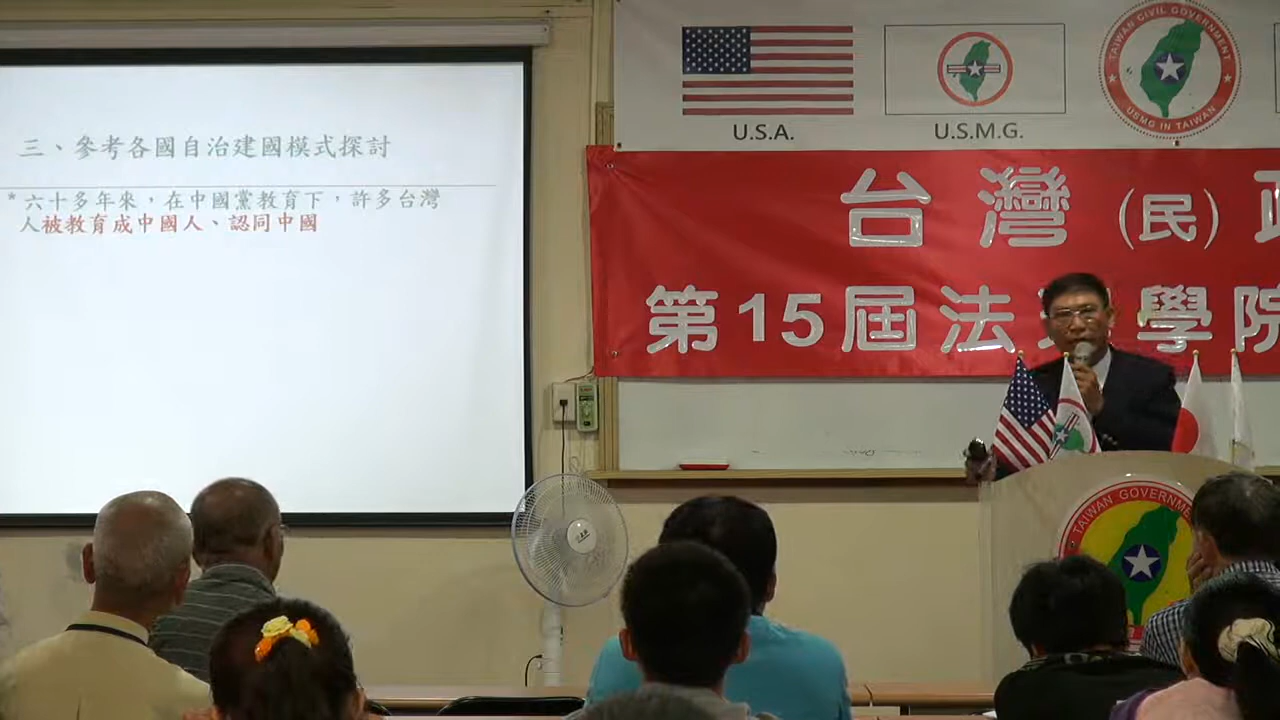 三、參考各國自治建國模式探討
* 六十多年來，在中國黨教育下，許多台灣
人被教育成中國人、認同中國
U.S.A.
U.S.M.G.
TAIWAN CIVIL GOVERNMENT
USMG IN TAIWAN
台灣(民)政
第15屆法 學院
TAIWAN GOVERNME